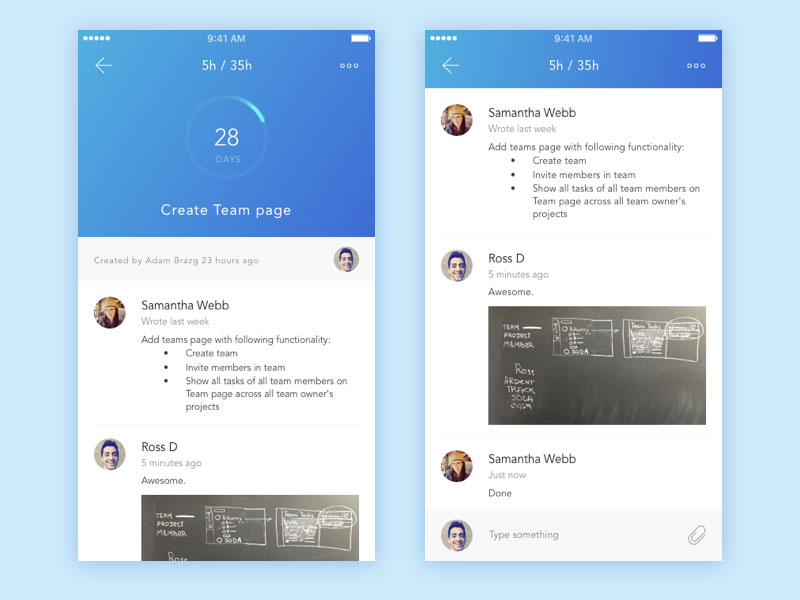 9:41 AM
5h / 35h
28
DAYS
Create Team page
Created by Adam Brazg 23 hours ago
Samantha Webb
Wrote last week
Add teams page with following functionality:
• Create team
• Invite members in team
• Show all tasks of all team members on
Team page across all team owner's
projects
Ross D
5 minutes ago
Awesome.
TEAM
PROJECT
MEMBER
Team Tasks
SODA
Ross
9:41 AM
5h / 35h
Samantha Webb
Wrote last week
Add teams page with following functionality:
• Create team
• Invite members in team
• Show all tasks of all team members on
Team page across all team owner's
projects
Ross D
5 minutes ago
Awesome.
TEAM
PROJECT
MEMBER
Team Tasks
SODA
Ross
ARDENT
Samantha Webb
Just now
Done
Type something